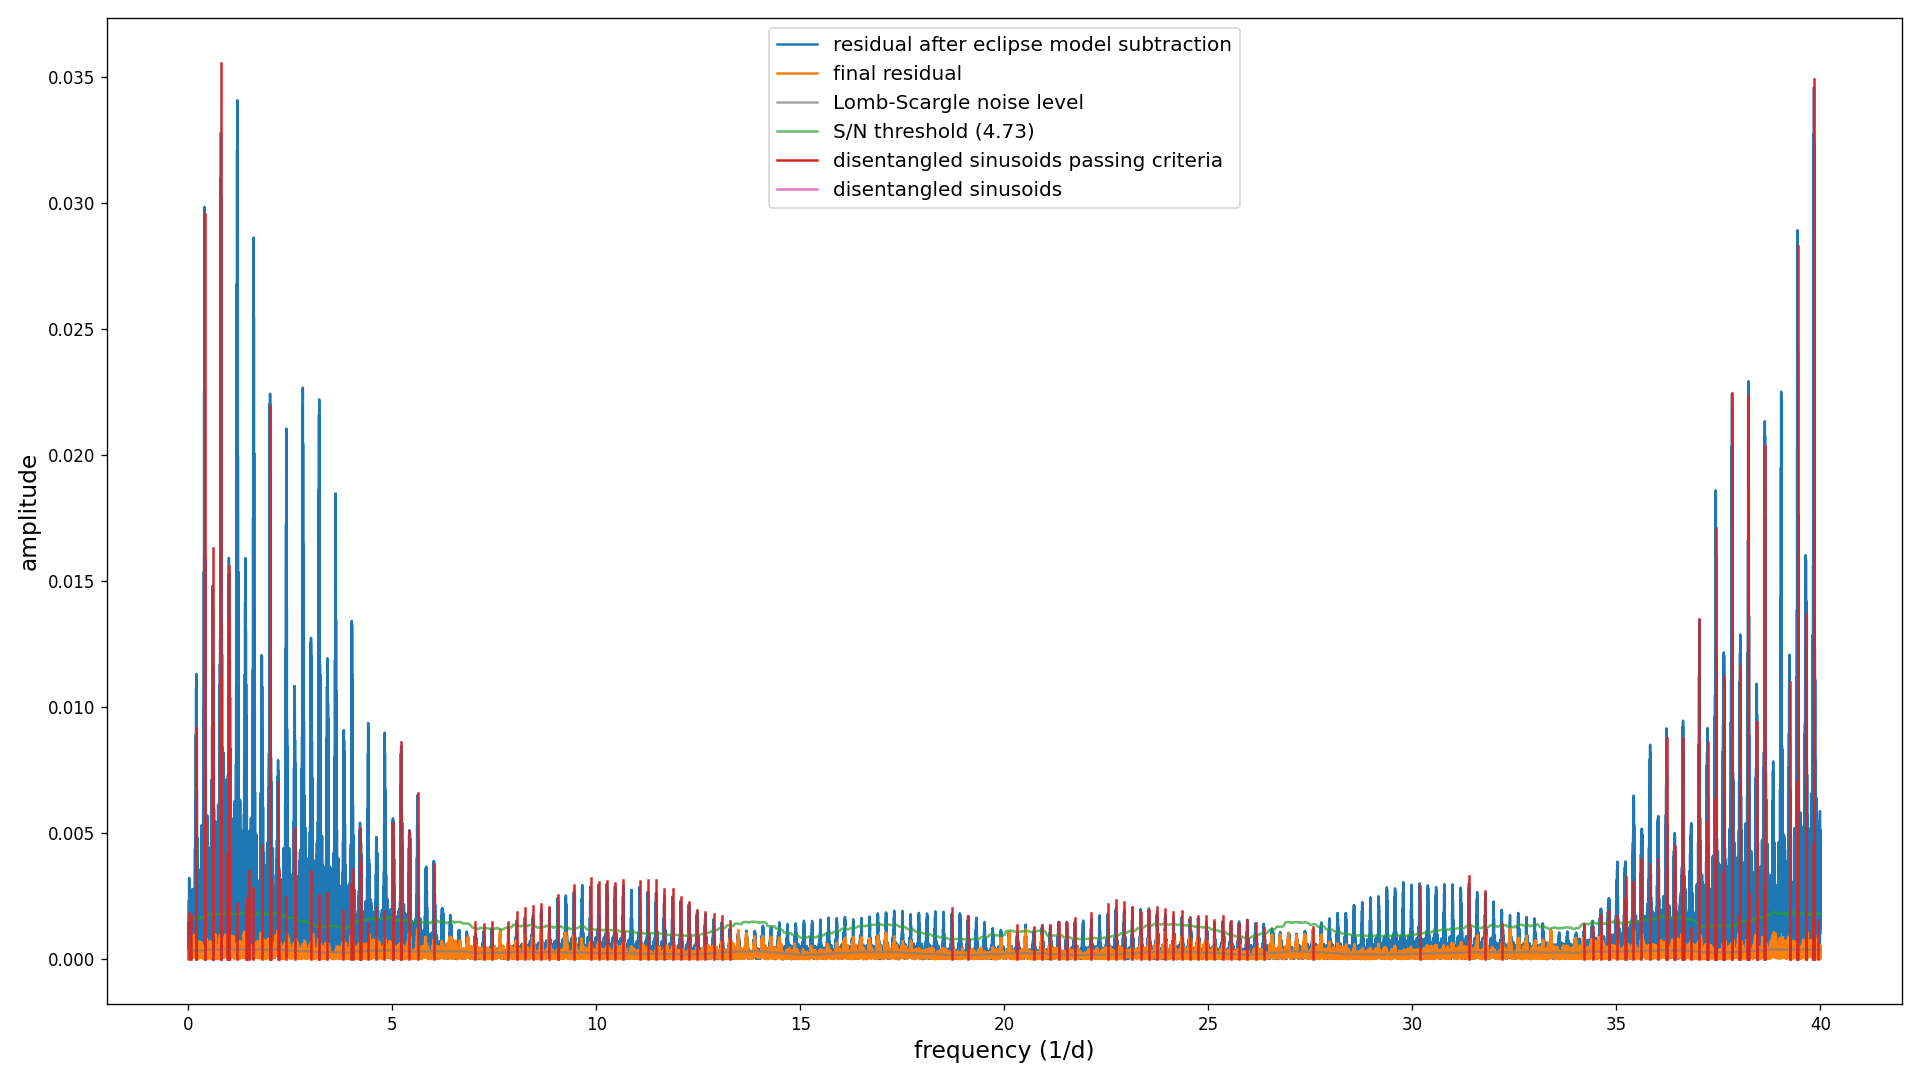 residual after eclipse model subtraction
final residual
Lomb-Scargle noise level
S/N threshold (4.73)
disentangled sinusoids passing criteria
disentangled sinusoids
amplitude
0.035
0.030
0.025
0.020
0.015
0.010
0.005
0.000
0 5 10 15 20 25 30 35 40
frequency (1/d)